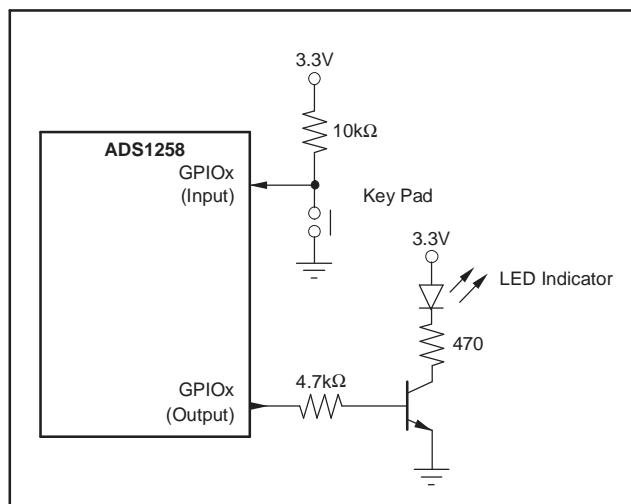 3.3V
10kΩ
ADS1258
GPIOx
(Input)
Key Pad
3.3V
LED Indicator
470
GPIOx
(Output)
4.7kΩ